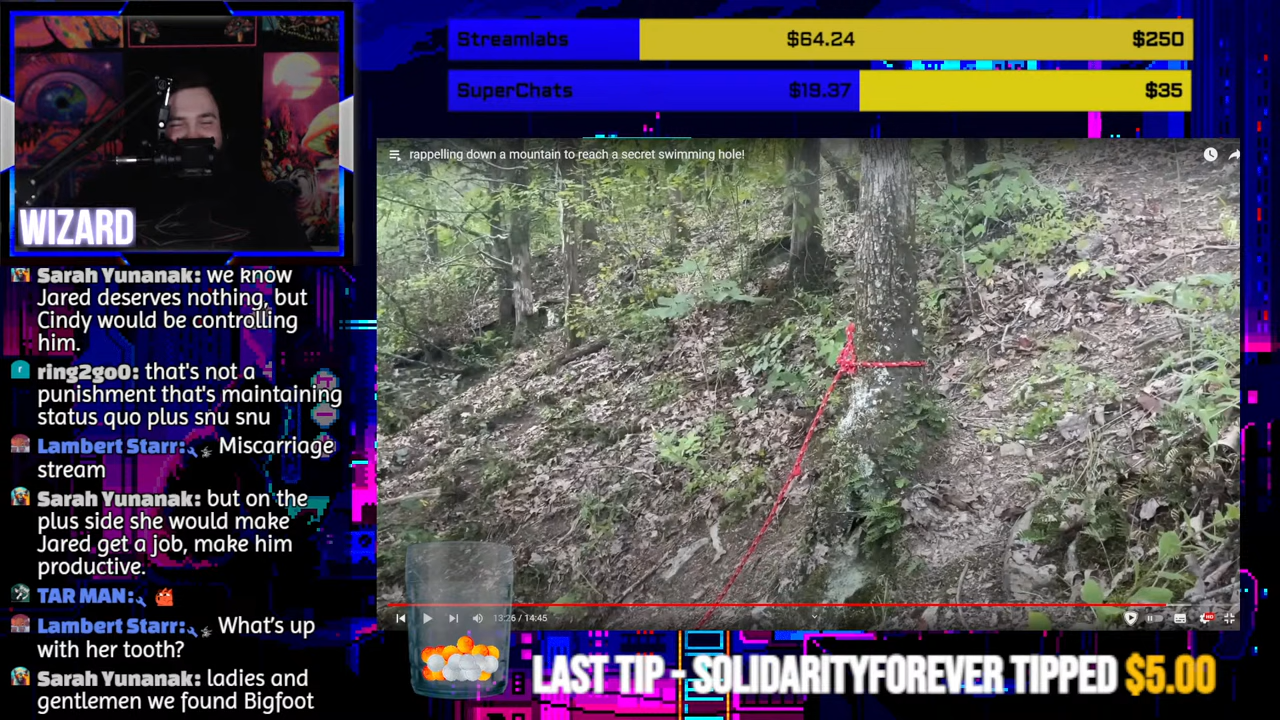 Streamlabs $64.24 $250
SuperChats $19.37 $35
rappelling down a mountain to reach a secret swimming hole!
WIZARD
Sarah Yunanak: we know
Jared deserves nothing, but
Cindy would be controlling
him.
ring2go0: that's not a
punishment that's maintaining
status quo plus snu snu
Lambert Starr: Miscarriage
stream
Sarah Yunanak: but on the
plus side she would make
Jared get a job, make him
productive.
TAR MAN:
Lambert Starr: What's up
with her tooth?
Sarah Yunanak: ladies and
gentlemen we found Bigfoot
13:26 / 14:45
HD
LAST TIP - SOLIDARITYFOREVER TIPPED $5.00